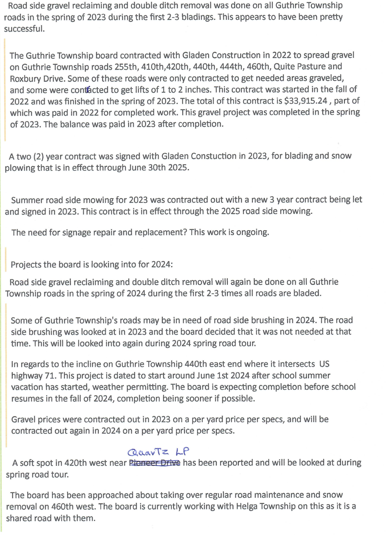 Road side gravel reclaiming and double ditch removal was done on all Guthrie Township
roads in the spring of 2023 during the first 2-3 bladings. This appears to have been pretty
successful.
The Guthrie Township board contracted with Gladen Construction in 2022 to spread gravel
on Guthrie Township roads 255th, 410th,420th, 440th, 444th, 460th, Quite Pasture and
Roxbury Drive. Some of these roads were only contracted to get needed areas graveled,
and some were contracted to get lifts of 1 to 2 inches. This contract was started in the fall of
2022 and was finished in the spring of 2023. The total of this contract is $33,915.24 , part of
which was paid in 2022 for completed work. This gravel project was completed in the spring
of 2023. The balance was paid in 2023 after completion.
A two (2) year contract was signed with Gladen Constuction in 2023, for blading and snow
plowing that is in effect through June 30th 2025.
Summer road side mowing for 2023 was contracted out with a new 3 year contract being let
and signed in 2023. This contract is in effect through the 2025 road side mowing.
The need for signage repair and replacement? This work is ongoing.
Projects the board is looking into for 2024:
Road side gravel reclaiming and double ditch removal will again be done on all Guthrie
Township roads in the spring of 2024 during the first 2-3 times all roads are bladed.
Some of Guthrie Township's roads may be in need of road side brushing in 2024. The road
side brushing was looked at in 2023 and the board decided that it was not needed at that
time. This will be looked into again during 2024 spring road tour.
In regards to the incline on Guthrie Township 440th east end where it intersects US
highway 71. This project is dated to start around June 1st 2024 after school summer
vacation has started, weather permitting. The board is expecting completion before school
resumes in the fall of 2024, completion being sooner if possible.
Gravel prices were contracted out in 2023 on a per yard price per specs, and will be
contracted out again in 2024 on a per yard price per specs.
LP
A soft spot in 420th west near Pioneer Drive has been reported and will be looked at during
spring road tour.
The board has been approached about taking over regular road maintenance and snow
removal on 460th west. The board is currently working with Helga Township on this as it is a
shared road with them.